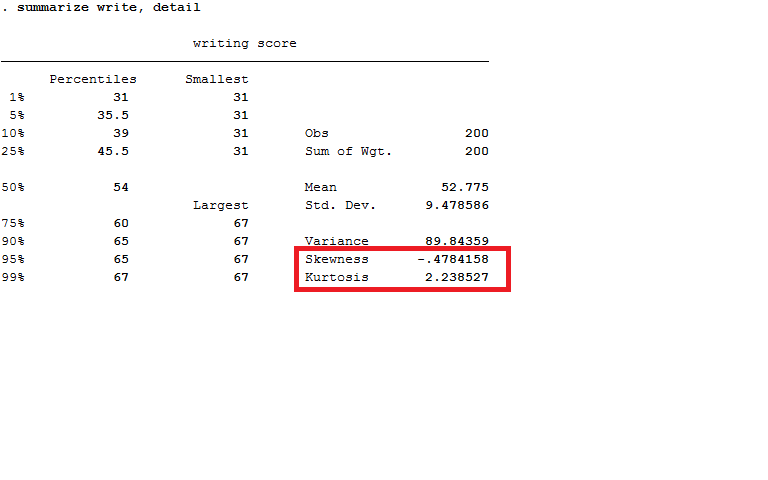 . summarize write, detail
writing score
Percentiles Smallest
1% 31 31
5% 35.5 31
10% 39 31 Obs 200
25% 45.5 31 Sum of Wgt. 200
50% 54 Mean 52.775
Largest Std. Dev. 9.478586
75% 60 67
90% 65 67 Variance 89.84359
95% 65 67 Skewness -.4784158
99% 67 67 Kurtosis 2.238527